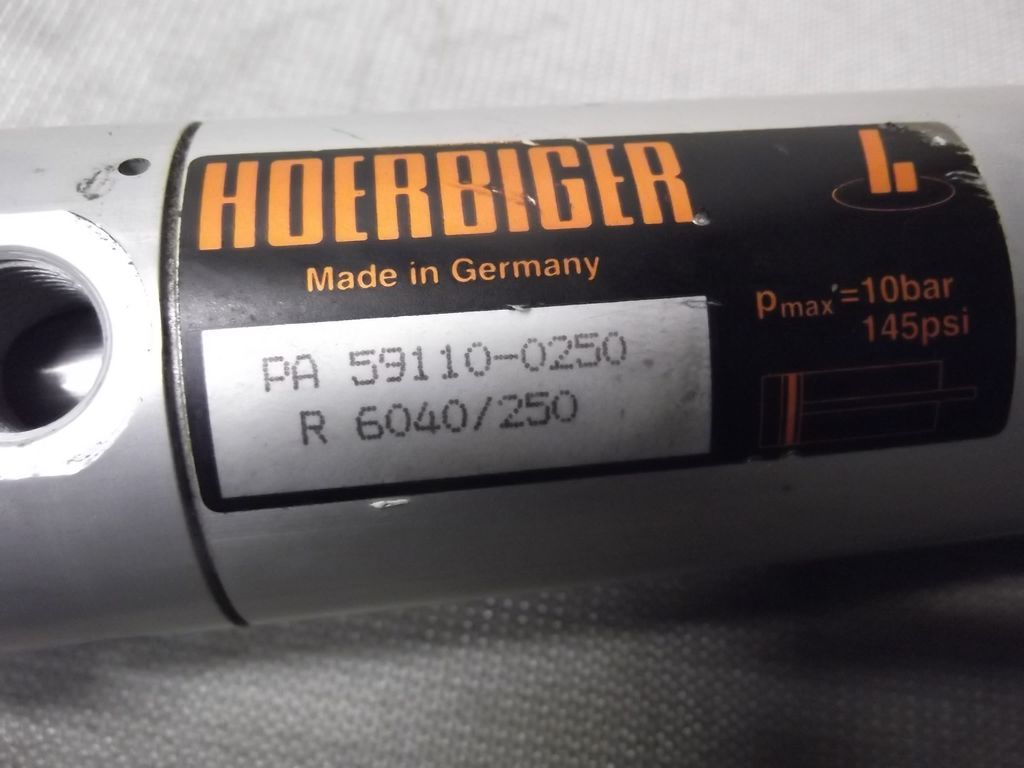 HOERBIGER
Made in Germany
PA 59110-0250
R 6040/250
pmax=10bar
145psi